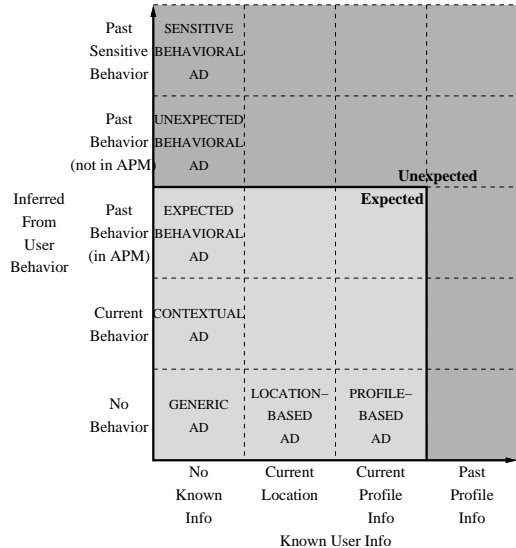 Past
Sensitive
Behavior
SENSITIVE
BEHAVIORAL
AD
Past
Behavior
(not in APM)
UNEXPECTED
BEHAVIORAL
AD
Unexpected
Expected
Inferred
From
User
Behavior
Past
Behavior
(in APM)
EXPECTED
BEHAVIORAL
AD
Current
Behavior
CONTEXTUAL
AD
No
Behavior
GENERIC
AD
LOCATION–
BASED
AD
PROFILE–
BASED
AD
No
Known
Info
Current
Location
Current
Profile
Info
Past
Profile
Info
Known User Info